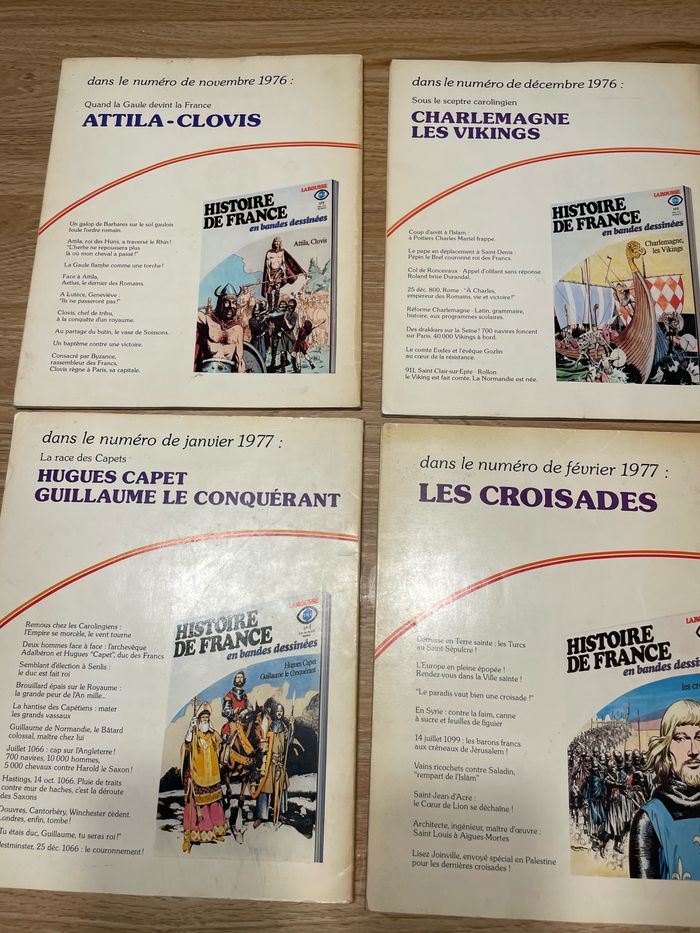 dans le numéro de novembre 1976 :
Quand la Gaule devint la France
ATTILA-CLOVIS
Un galop de Barbares sur le sol gaulois
foule l'ordre romain.
Attila, roi des Huns, a traversé le Rhin !
"L'herbe ne repoussera plus
là où mon cheval a passé !"
La Gaule flambe comme une torche !
Face à Attila,
Aetius, le dernier des Romains.
A Lutèce, Geneviève :
"Ils ne passeront pas !"
Clovis, chef de tribu,
à la conquête d'un royaume.
Au partage du butin, le vase de Soissons.
Un baptême contre une victoire.
Consacré par Byzance,
rassembleur des Francs,
Clovis règne à Paris, sa capitale.
LAROUSSE
HISTOIRE
DE FRANCE
en bandes dessinées
Attila, Clovis
dans le numéro de décembre 1976 :
Sous le sceptre carolingien
CHARLEMAGNE
LES VIKINGS
Coup d'arrêt à l'Islam :
à Poitiers Charles Martel frappe.
Le pape en déplacement à Saint-Denis :
Pépin le Bref couronné roi des Francs.
Col de Roncevaux - Appel d'olifant sans réponse.
Roland brise Durandal.
25 déc. 800, Rome : "À Charles,
empereur des Romains, vie et victoire !"
Réforme Charlemagne - Latin, grammaire,
histoire, aux programmes scolaires.
Des drakkars sur la Seine ! 700 navires foncent
sur Paris. 40 000 Vikings à bord.
Le comte Eudes et l'évêque Gozlin
au cœur de la résistance.
911, Saint Clair-sur-Epte - Rollon
le Viking est fait comte. La Normandie est née.
LAROUSSE
HISTOIRE
DE FRANCE
en bandes dessinées
Charlemagne,
les Vikings
dans le numéro de janvier 1977 :
La race des Capets
HUGUES CAPET
GUILLAUME LE CONQUÉRANT
Remous chez les Carolingiens :
l'Empire se morcèle, le vent tourne
Deux hommes face à face : l'archevêque
Adalbéron et Hugues "Capet", duc des Francs
Semblant d'élection à Senlis :
le duc est fait roi
Brouillard épais sur le Royaume :
la grande peur de l'An mille...
La hantise des Capétiens : mater
les grands vassaux
Guillaume de Normandie, le Bâtard
colossal, maître chez lui
Juillet 1066 : cap sur l'Angleterre !
700 navires, 10 000 hommes,
5 000 chevaux contre Harold le Saxon !
Hastings, 14 oct. 1066. Pluie de traits
contre mur de haches, c'est la déroute
des Saxons
Douvres, Cantorbéry, Winchester cèdent.
Londres, enfin, tombe !
Tu étais duc, Guillaume, tu seras roi !"
Westminster, 25 déc. 1066 : le couronnement !
LAROUSSE
HISTOIRE
DE FRANCE
en bandes dessinées
Hugues Capet
Guillaume le Conquérant
dans le numéro de février 1977 :
LES CROISADES
Détresse en Terre sainte : les Turcs
au Saint-Sépulcre !
L'Europe en pleine épopée !
Rendez-vous dans la Ville sainte !
"Le paradis vaut bien une croisade !"
En Syrie : contre la faim, canne
à sucre et feuilles de figuier
14 juillet 1099 : les barons francs
aux créneaux de Jérusalem !
Vains ricochets contre Saladin,
"rempart de l'Islam"
Saint-Jean-d'Acre :
le Cœur de Lion se déchaîne !
Architecte, ingénieur, maître d'œuvre :
Saint Louis à Aigues-Mortes
Lisez Joinville, envoyé spécial en Palestine
pour les dernières croisades !
LAROU
HISTOIRE
DE FRANCE
en bandes dessinées
les cro